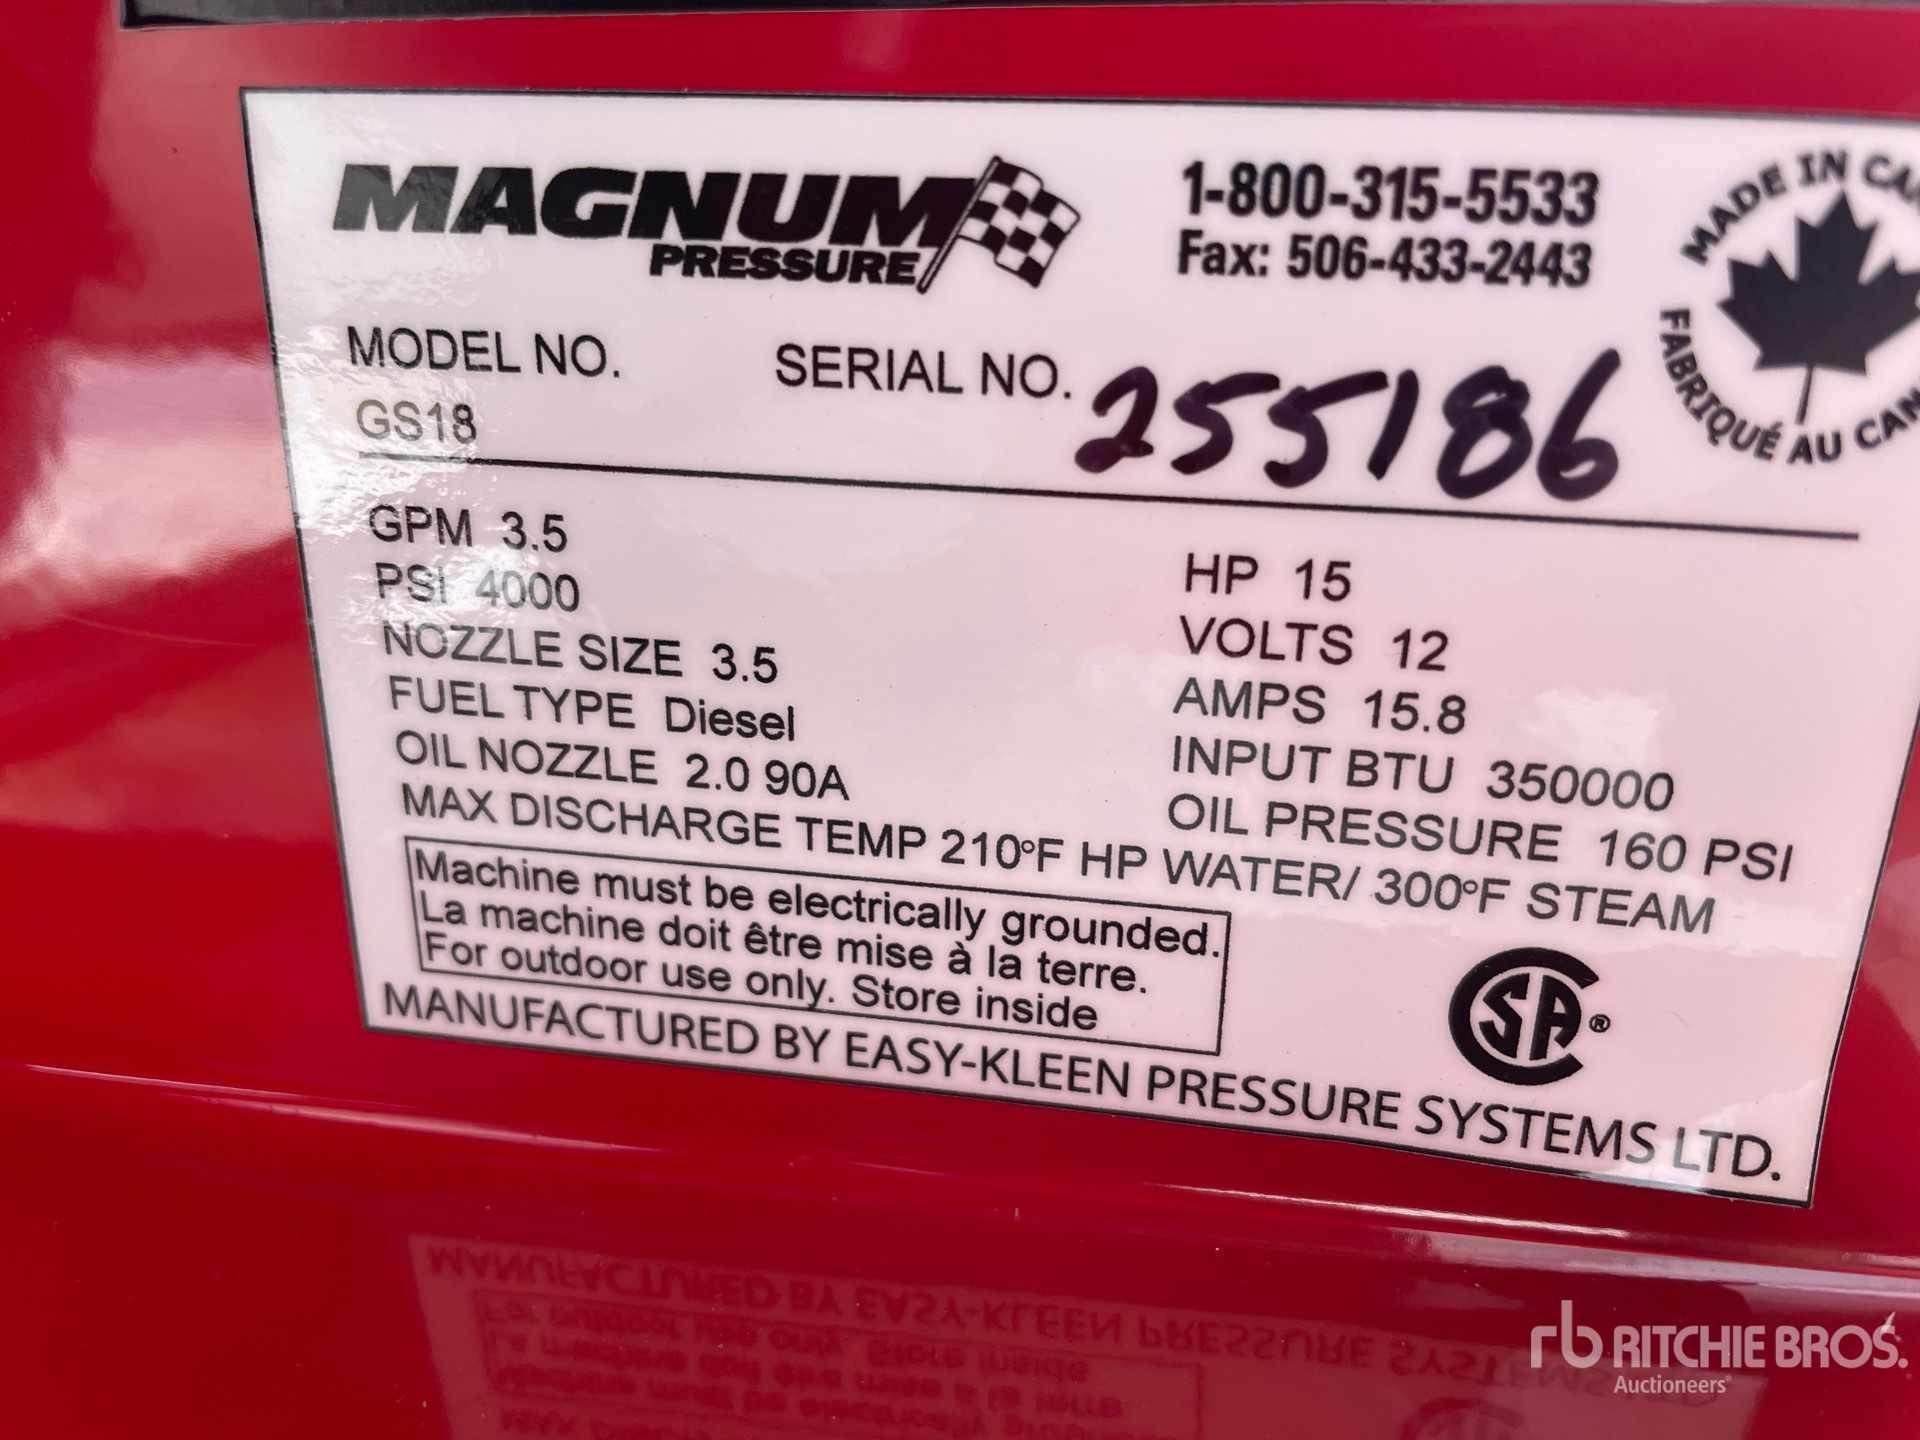 MAGNUM
PRESSURE
1-800-315-5533
Fax: 506-433-2443
MADE IN
FABRIQUÉ AU
MODEL NO.
GS18
SERIAL NO. 255186
GPM 3.5
PSI 4000
NOZZLE SIZE 3.5
FUEL TYPE Diesel
OIL NOZZLE 2.0 90A
HP 15
VOLTS 12
AMPS 15.8
INPUT BTU 350000
OIL PRESSURE 160 PSI
MAX DISCHARGE TEMP 210°F HP WATER/ 300°F STEAM
Machine must be electrically grounded.
La machine doit être mise à la terre.
For outdoor use only. Store inside
SA®
MANUFACTURED BY EASY-KLEEN PRESSURE SYSTEMS LTD.
rb RITCHIE BROS.
Auctioneers